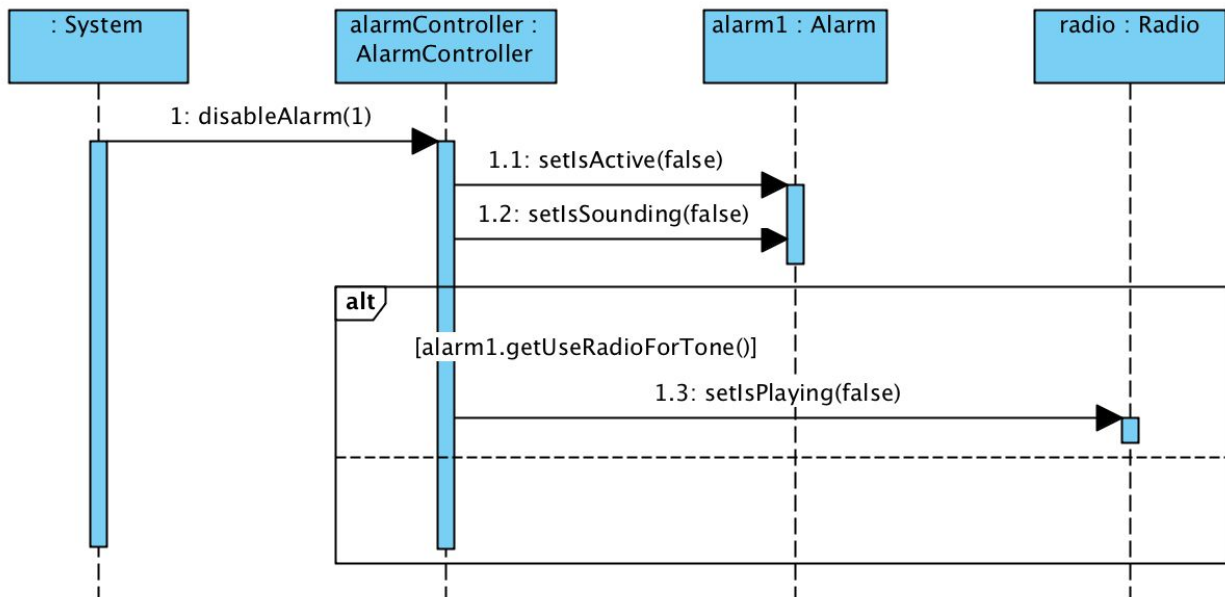 : System
alarmController :
AlarmController
alarm1 : Alarm
radio : Radio
1: disableAlarm(1)
1.1: setIsActive(false)
1.2: setIsSounding(false)
alt
[alarm1.getUseRadioForTone()]
1.3: setIsPlaying(false)